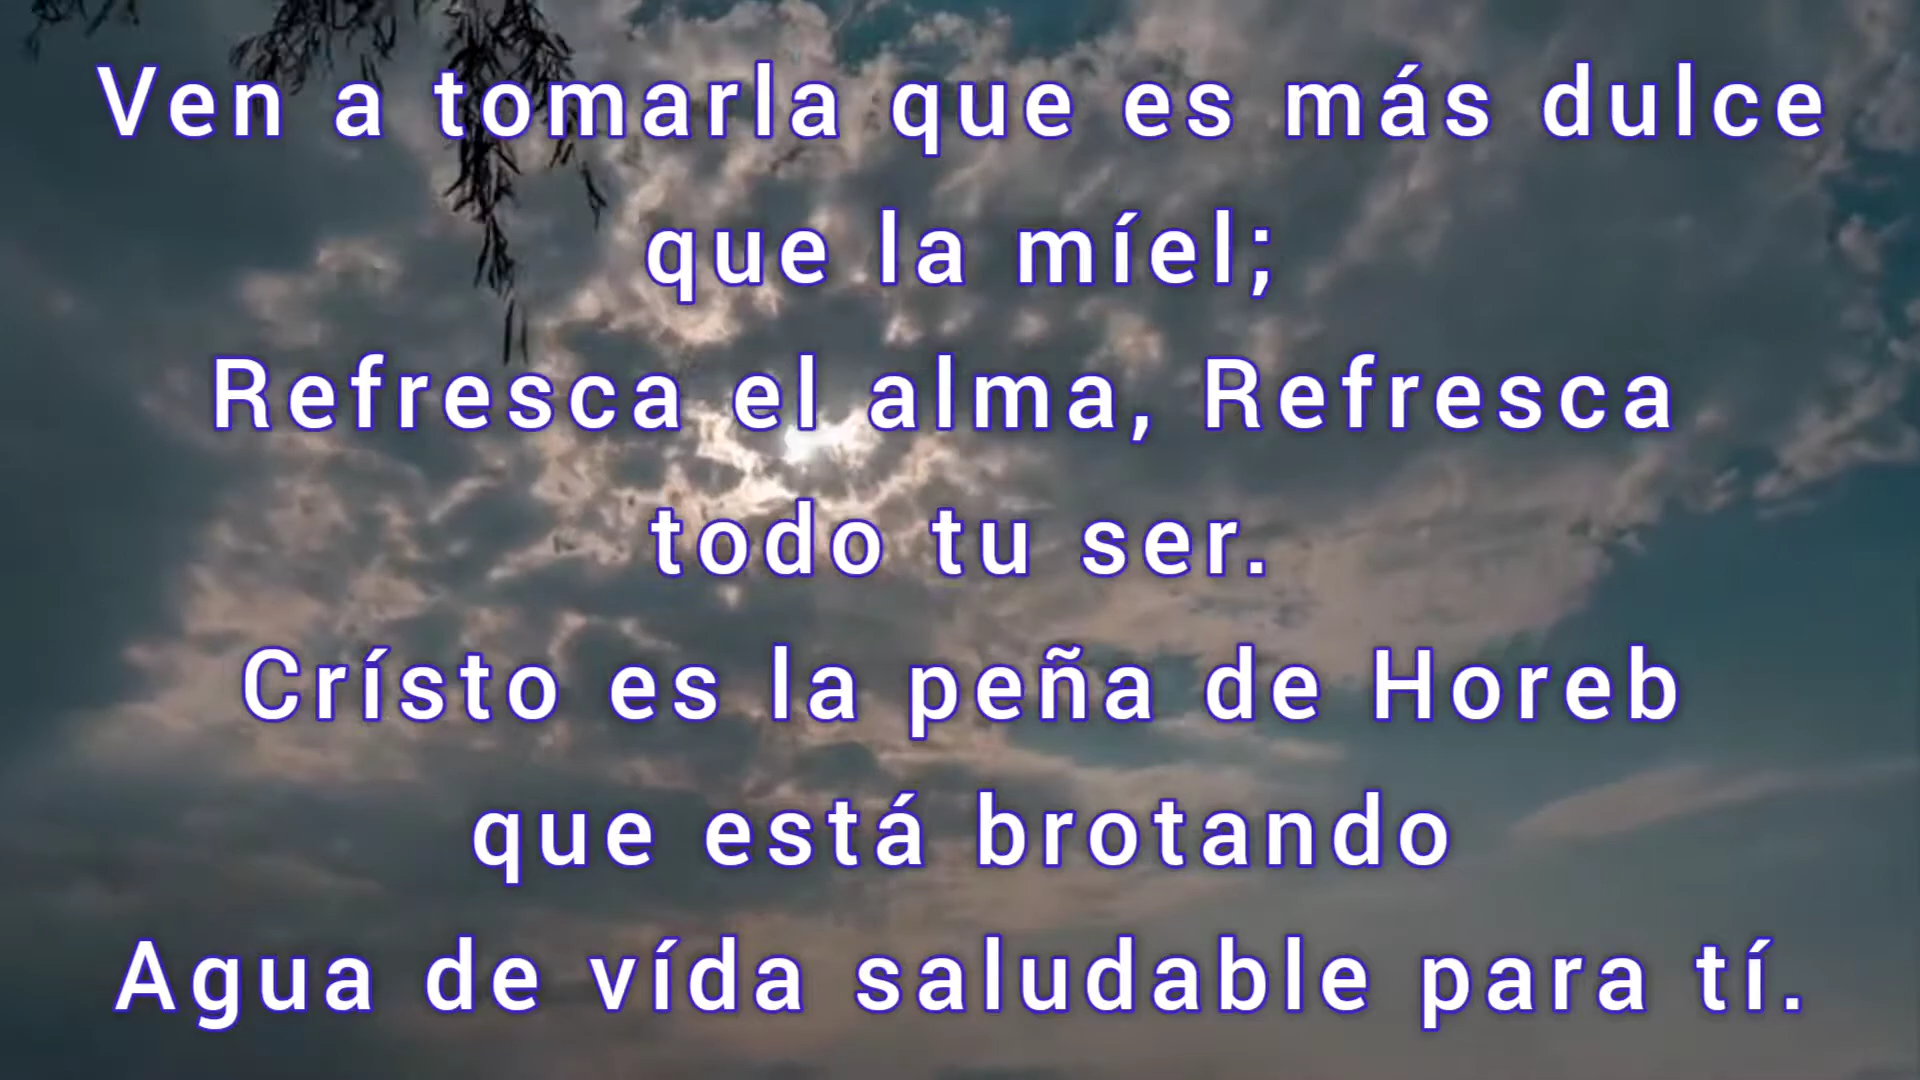 Ven a tomarla que es más dulce
que la míel;
Refresca el alma, Refresca
todo tu ser.
Crísto es la peña de Horeb
que está brotando
Agua de vída saludable para tí.